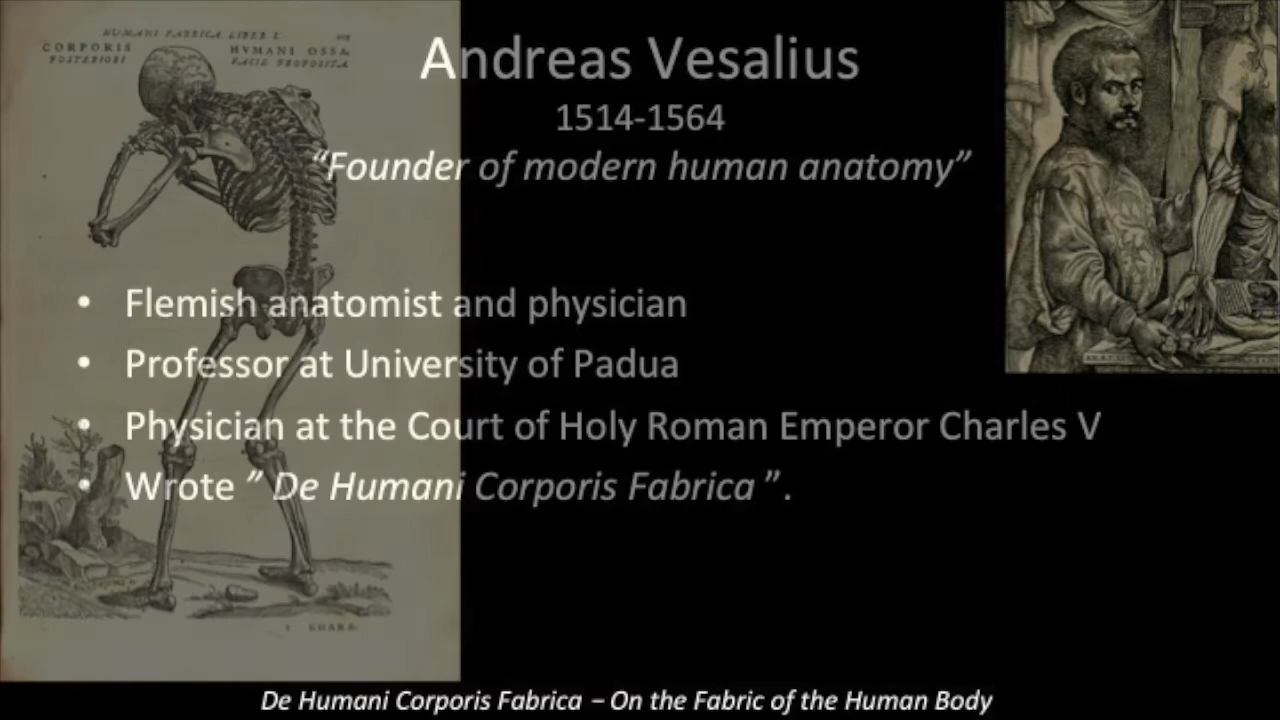 HVMANI FABRICA LIBER I.
CORPORIS HVMANI OSSA
POSTERIORI FACIE PROPOSITA.
Andreas Vesalius
1514-1564
“Founder of modern human anatomy”
• Flemish anatomist and physician
• Professor at University of Padua
• Physician at the Court of Holy Roman Emperor Charles V
• Wrote ” De Humani Corporis Fabrica ”.
De Humani Corporis Fabrica – On the Fabric of the Human Body